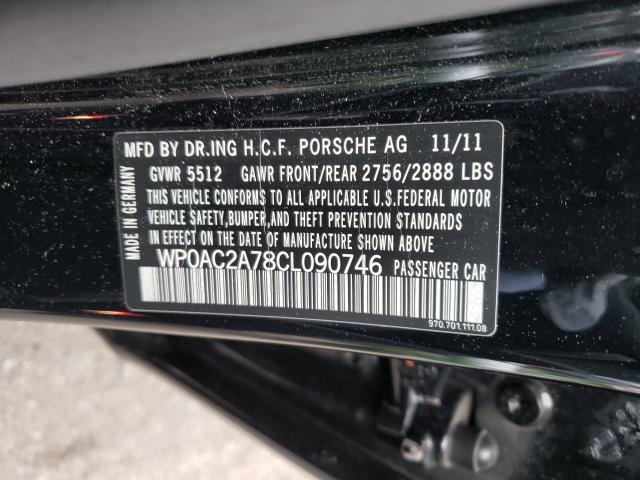 MFD BY DR.ING H.C.F. PORSCHE AG 11/11
GVWR 5512 GAWR FRONT/REAR 2756/2888 LBS
THIS VEHICLE CONFORMS TO ALL APPLICABLE U.S.FEDERAL MOTOR
VEHICLE SAFETY,BUMPER,AND THEFT PREVENTION STANDARDS
IN EFFECT ON THE DATE OF MANUFACTURE SHOWN ABOVE
WP0AC2A78CL090746 PASSENGER CAR
970.701.111.08
MADE IN GERMANY